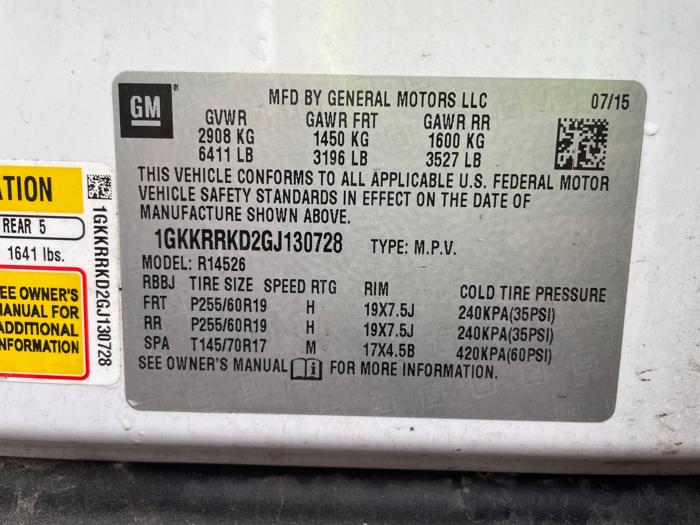 GM
MFD BY GENERAL MOTORS LLC 07/15
GVWR GAWR FRT GAWR RR
2908 KG 1450 KG 1600 KG
6411 LB 3196 LB 3527 LB
THIS VEHICLE CONFORMS TO ALL APPLICABLE U.S. FEDERAL MOTOR
VEHICLE SAFETY STANDARDS IN EFFECT ON THE DATE OF
MANUFACTURE SHOWN ABOVE.
1GKKRRKD2GJ130728 TYPE: M.P.V.
MODEL: R14526
RBBJ TIRE SIZE SPEED RTG RIM COLD TIRE PRESSURE
FRT P255/60R19 H 19X7.5J 240KPA(35PSI)
RR P255/60R19 H 19X7.5J 240KPA(35PSI)
SPA T145/70R17 M 17X4.5B 420KPA(60PSI)
SEE OWNER'S MANUAL i FOR MORE INFORMATION.
ATION
REAR 5
1641 lbs.
EE OWNER'S
MANUAL FOR
ADDITIONAL
INFORMATION
1GKKRRKD2GJ130728